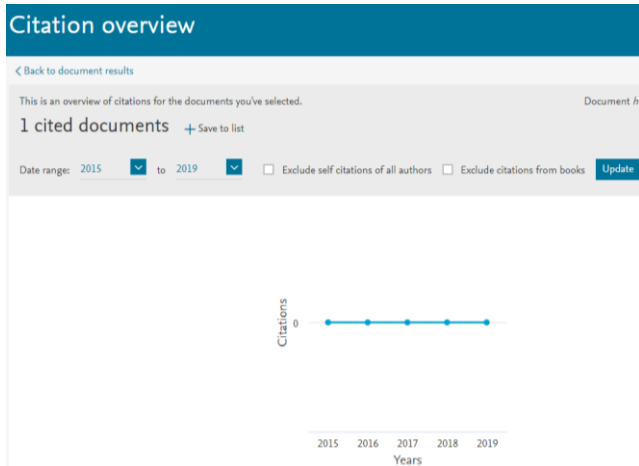 Citation overview
Back to document results
This is an overview of citations for the documents you've selected.
Document h
1 cited documents + Save to list
Date range: 2015 to 2019 Exclude self citations of all authors Exclude citations from books Update
Citations
0
2015 2016 2017 2018 2019
Years